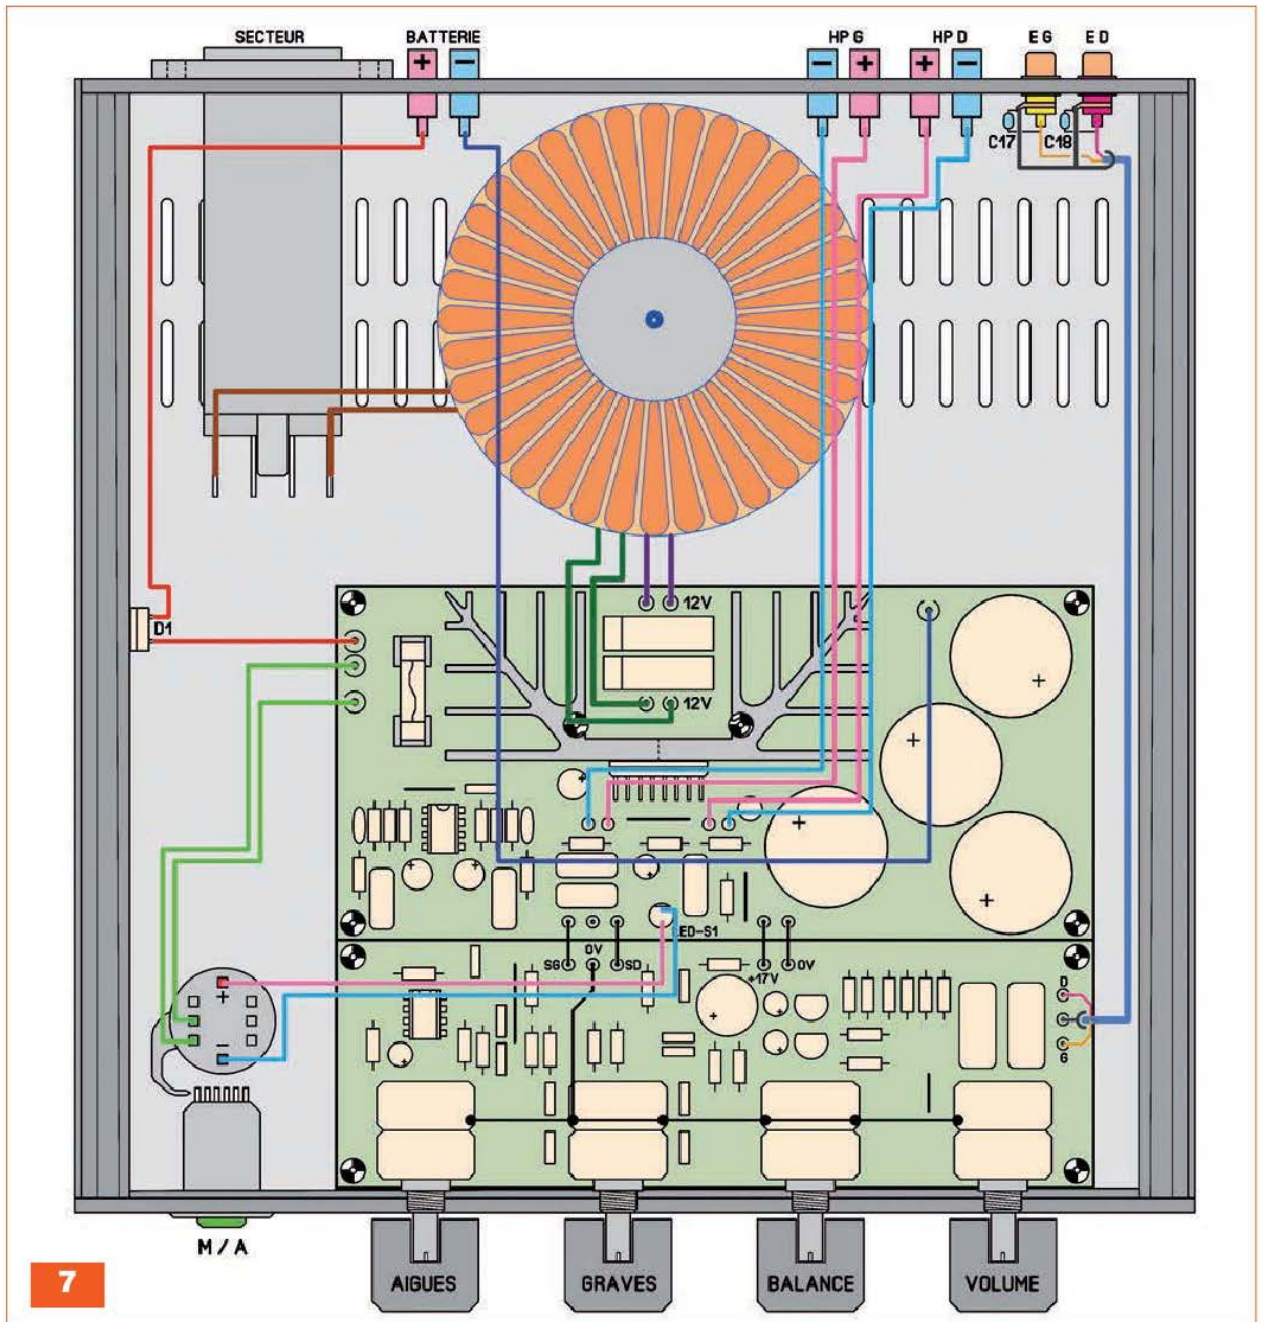 SECTEUR BATTERIE HP G HP D E G E D
+ − − + + −
C17 C18
D1
12V
12V
+
+
+
+
LED-S1
0V
SG SD +17V 0V
D
G
+
−
M / A
AIGUES GRAVES BALANCE VOLUME
7